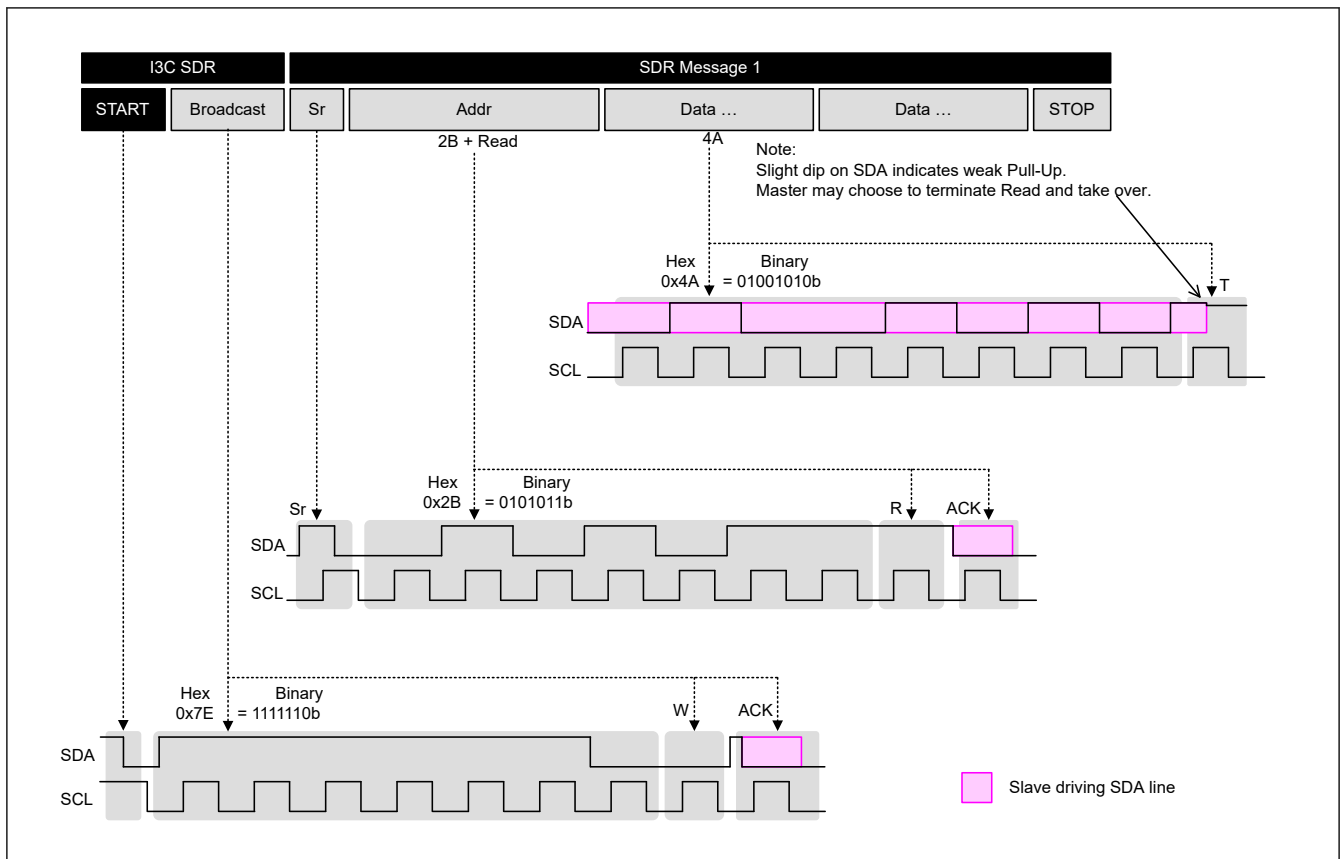 I3C SDR
SDR Message 1
START
Broadcast
Sr
Addr
Data …
Data …
STOP
2B + Read
4A
Note:
Slight dip on SDA indicates weak Pull-Up.
Master may choose to terminate Read and take over.
Hex Binary
0x4A = 01001010b
T
SDA
SCL
Hex Binary
0x2B = 0101011b
Sr
R
ACK
SDA
SCL
Hex Binary
0x7E = 1111110b
W
ACK
SDA
SCL
Slave driving SDA line